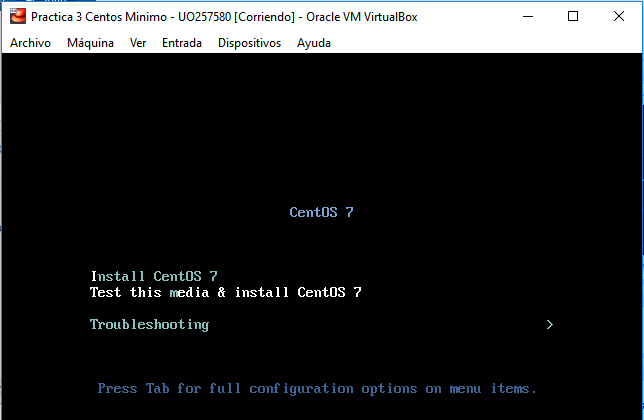 Practica 3 Centos Minimo - UO257580 [Corriendo] - Oracle VM VirtualBox
Archivo Máquina Ver Entrada Dispositivos Ayuda
CentOS 7
Install CentOS 7
Test this media & install CentOS 7
Troubleshooting >
Press Tab for full configuration options on menu items.